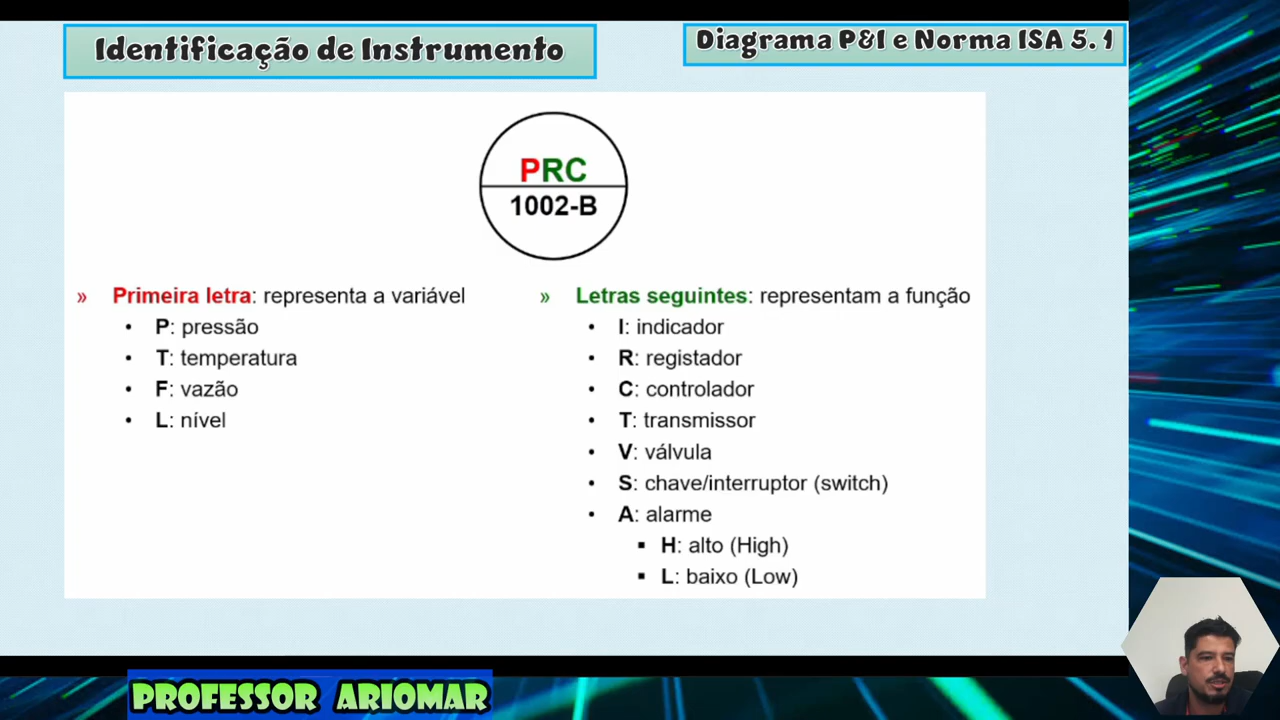 Identificação de Instrumento
Diagrama P&I e Norma ISA 5.1
PRC
1002-B
» Primeira letra: representa a variável
• P: pressão
• T: temperatura
• F: vazão
• L: nível
» Letras seguintes: representam a função
• I: indicador
• R: registador
• C: controlador
• T: transmissor
• V: válvula
• S: chave/interruptor (switch)
• A: alarme
▪ H: alto (High)
▪ L: baixo (Low)
PROFESSOR ARIOMAR